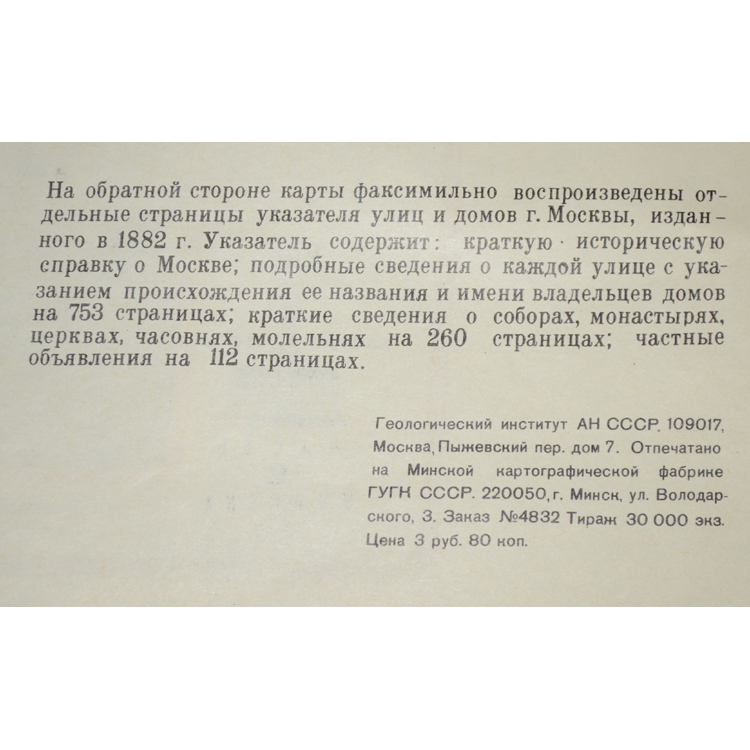 На обратной стороне карты факсимильно воспроизведены от-
дельные страницы указателя улиц и домов г. Москвы, издан-
ного в 1882 г. Указатель содержит: краткую историческую
справку о Москве; подробные сведения о каждой улице с ука-
занием происхождения ее названия и имени владельцев домов
на 753 страницах; краткие сведения о соборах, монастырях,
церквах, часовнях, молельнях на 260 страницах; частные
объявления на 112 страницах.
Геологический институт АН СССР. 109017,
Москва, Пыжевский пер. дом 7. Отпечатано
на Минской картографической фабрике
ГУГН СССР. 220050, г. Минск, ул. Володар-
ского, 3. Заказ №4832 Тираж 30 000 экз.
Цена 3 руб. 80 коп.